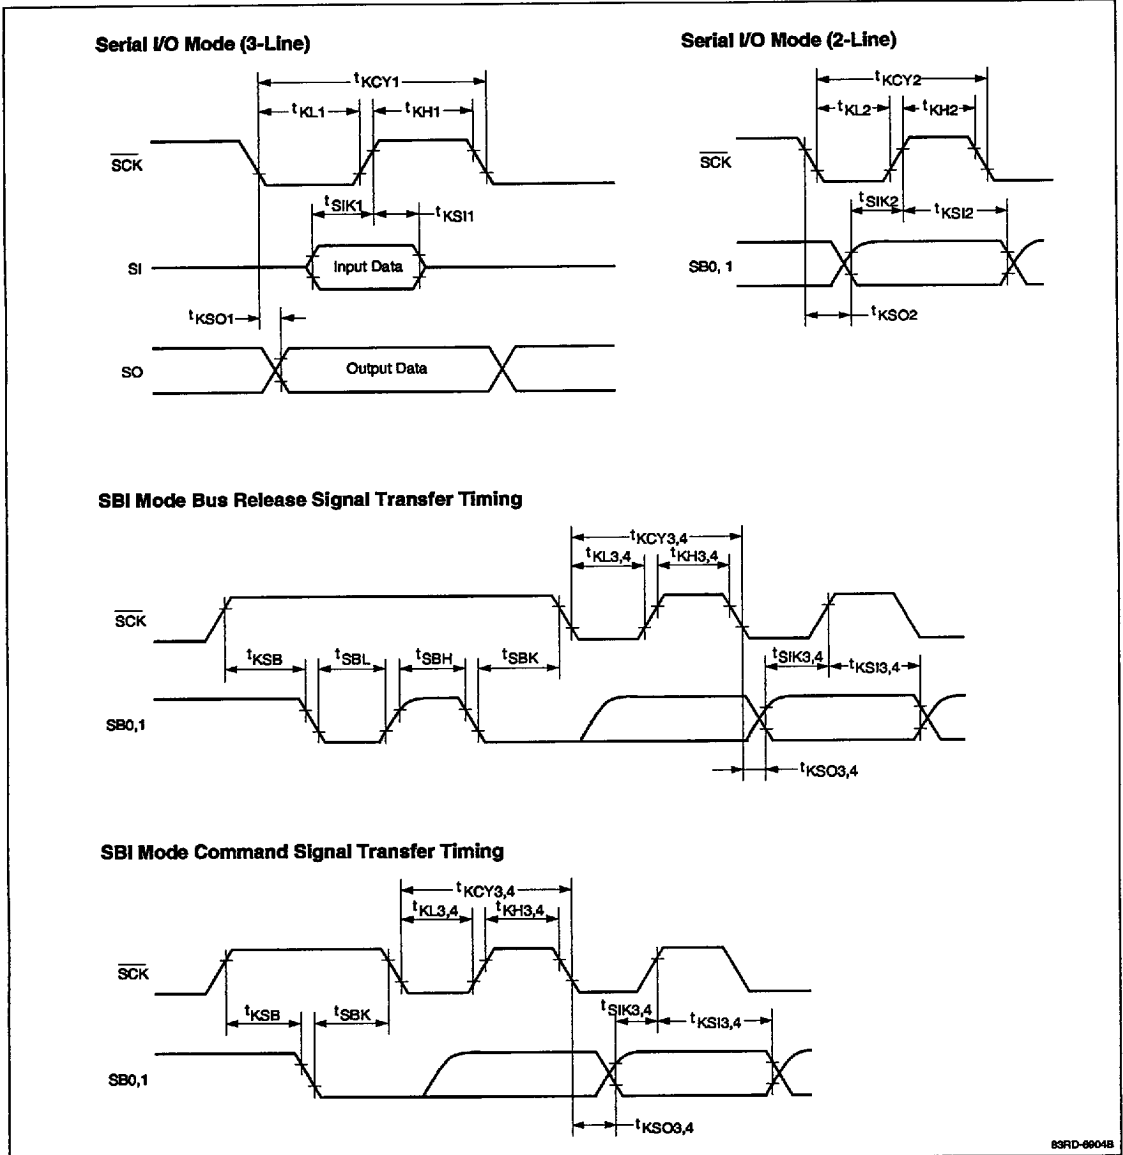 Serial I/O Mode (3-Line)
tKCY1
tKL1
tKH1
SCK
tSIK1
tKSI1
SI
Input Data
tKSO1
SO
Output Data
Serial I/O Mode (2-Line)
tKCY2
tKL2
tKH2
SCK
tSIK2
tKSI2
SB0, 1
tKSO2
SBI Mode Bus Release Signal Transfer Timing
tKCY3,4
tKL3,4
tKH3,4
SCK
tKSB
tSBL
tSBH
tSBK
tSIK3,4
tKSI3,4
SB0,1
tKSO3,4
SBI Mode Command Signal Transfer Timing
tKCY3,4
tKL3,4
tKH3,4
SCK
tKSB
tSBK
tSIK3,4
tKSI3,4
SB0,1
tKSO3,4
83RD-6904B